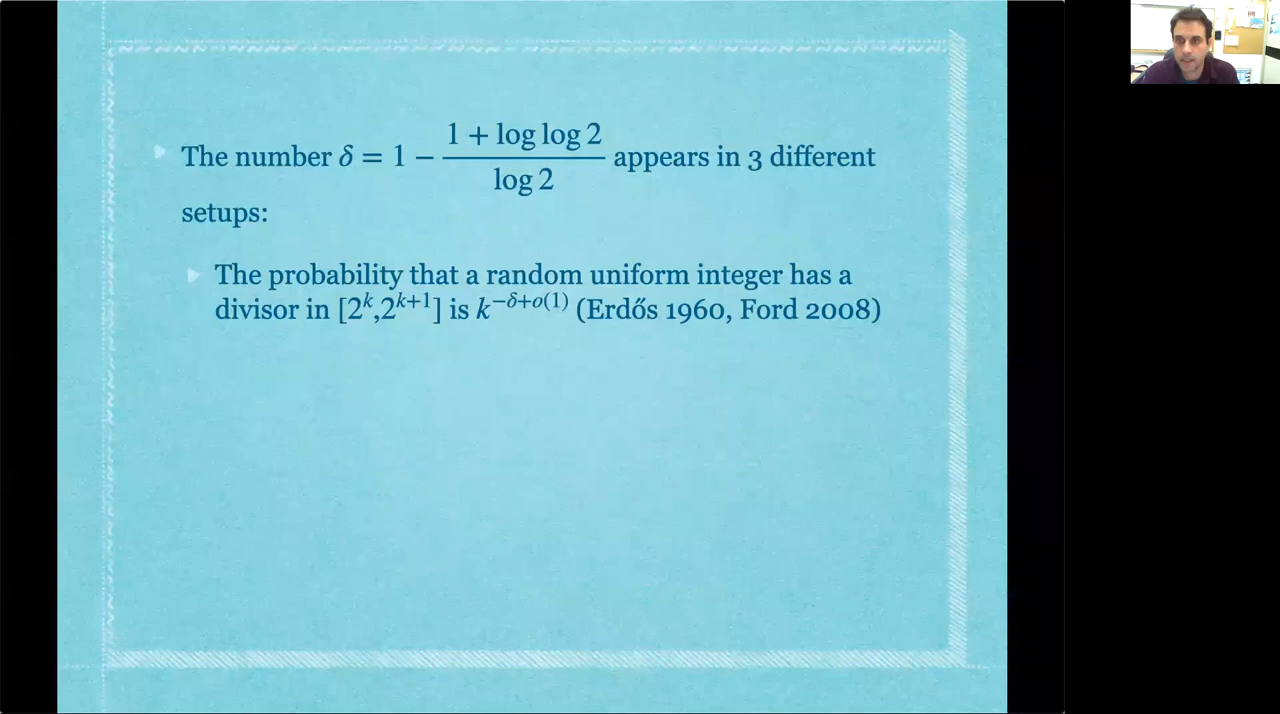 The number δ = 1 − (1 + log log 2)/(log 2) appears in 3 different
setups:
The probability that a random uniform integer has a
divisor in [2^k,2^{k+1}] is k^{−δ+o(1)} (Erdős 1960, Ford 2008)